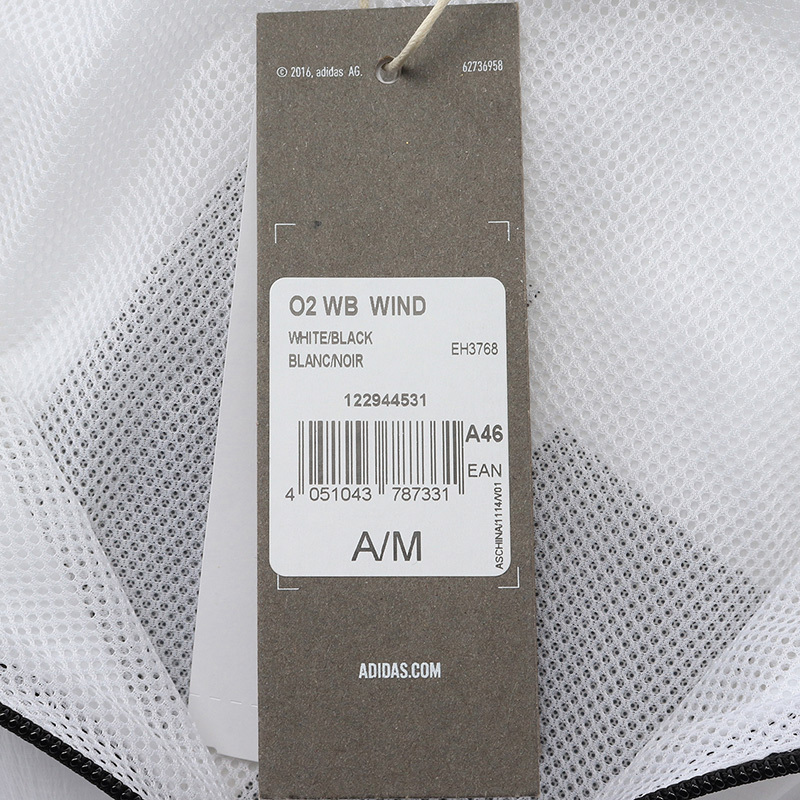 © 2016, adidas AG.
62736958
O2 WB WIND
WHITE/BLACK
BLANC/NOIR
EH3768
122944531
A46
EAN
4 051043 787331
ASCHINA/1114/V01
A/M
ADIDAS.COM